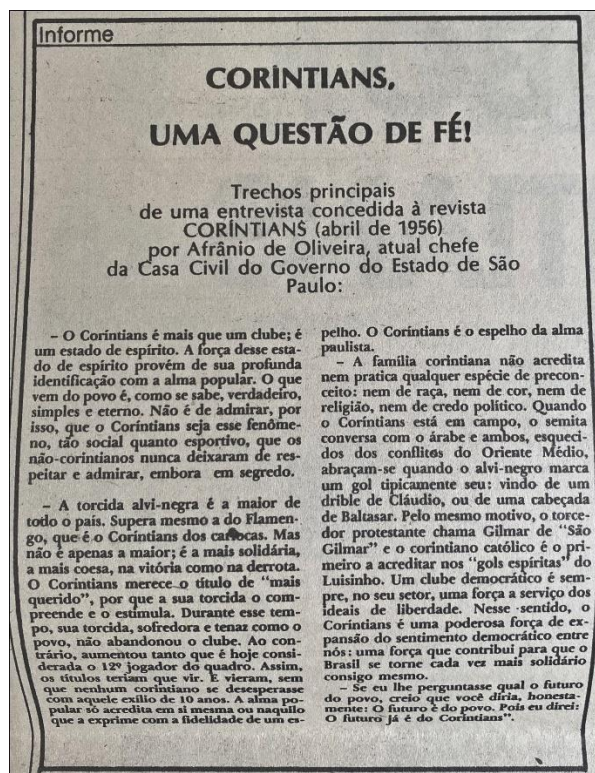 Informe
CORÍNTIANS,
UMA QUESTÃO DE FÉ!
Trechos principais
de uma entrevista concedida à revista
CORÍNTIANS (abril de 1956)
por Afrânio de Oliveira, atual chefe
da Casa Civil do Governo do Estado de São
Paulo:
– O Coríntians é mais que um clube; é
um estado de espírito. A força desse esta-
do de espírito provém de sua profunda
identificação com a alma popular. O que
vem do povo é, como se sabe, verdadeiro,
simples e eterno. Não é de admirar, por
isso, que o Coríntians seja esse fenôme-
no, tão social quanto esportivo, que os
não-corintianos nunca deixaram de res-
peitar e admirar, embora em segredo.
– A torcida alvi-negra é a maior de
todo o país. Supera mesmo a do Flamen-
go, que é o Coríntians dos cariocas. Mas
não é apenas a maior; é a mais solidária,
a mais coesa, na vitória como na derrota.
O Coríntians merece o título de "mais
querido", por que a sua torcida o com-
preende e o estimula. Durante esse tem-
po, sua torcida, sofredora e tenaz como o
povo, não abandonou o clube. Ao con-
trário, aumentou tanto que é hoje consi-
derada o 12º jogador do quadro. Assim,
os títulos teriam que vir. E vieram, sem
que nenhum corintiano se desesperasse
com aquele exílio de 10 anos. A alma po-
pular só acredita em si mesma ou naquilo
que a exprime com a fidelidade de um es-
pelho. O Coríntians é o espelho da alma
paulista.
– A família corintiana não acredita
nem pratica qualquer espécie de precon-
ceito: nem de raça, nem de cor, nem de
religião, nem de credo político. Quando
o Coríntians está em campo, o semita
conversa com o árabe e ambos, esqueci-
dos dos conflitos do Oriente Médio,
abraçam-se quando o alvi-negro marca
um gol tipicamente seu: vindo de um
drible de Cláudio, ou de uma cabeçada
de Baltasar. Pelo mesmo motivo, o torce-
dor protestante chama Gilmar de "São
Gilmar" e o corintiano católico é o pri-
meiro a acreditar nos "gols espíritas" do
Luisinho. Um clube democrático é sem-
pre, no seu setor, uma força a serviço dos
ideais de liberdade. Nesse sentido, o
Coríntians é uma poderosa força de ex-
pansão do sentimento democrático entre
nós: uma força que contribui para que o
Brasil se torne cada vez mais solidário
consigo mesmo.
– Se eu lhe perguntasse qual o futuro
do povo, creio que você diria, honesta-
mente: O futuro é do povo. Pois eu direi:
O futuro já é do Coríntians".